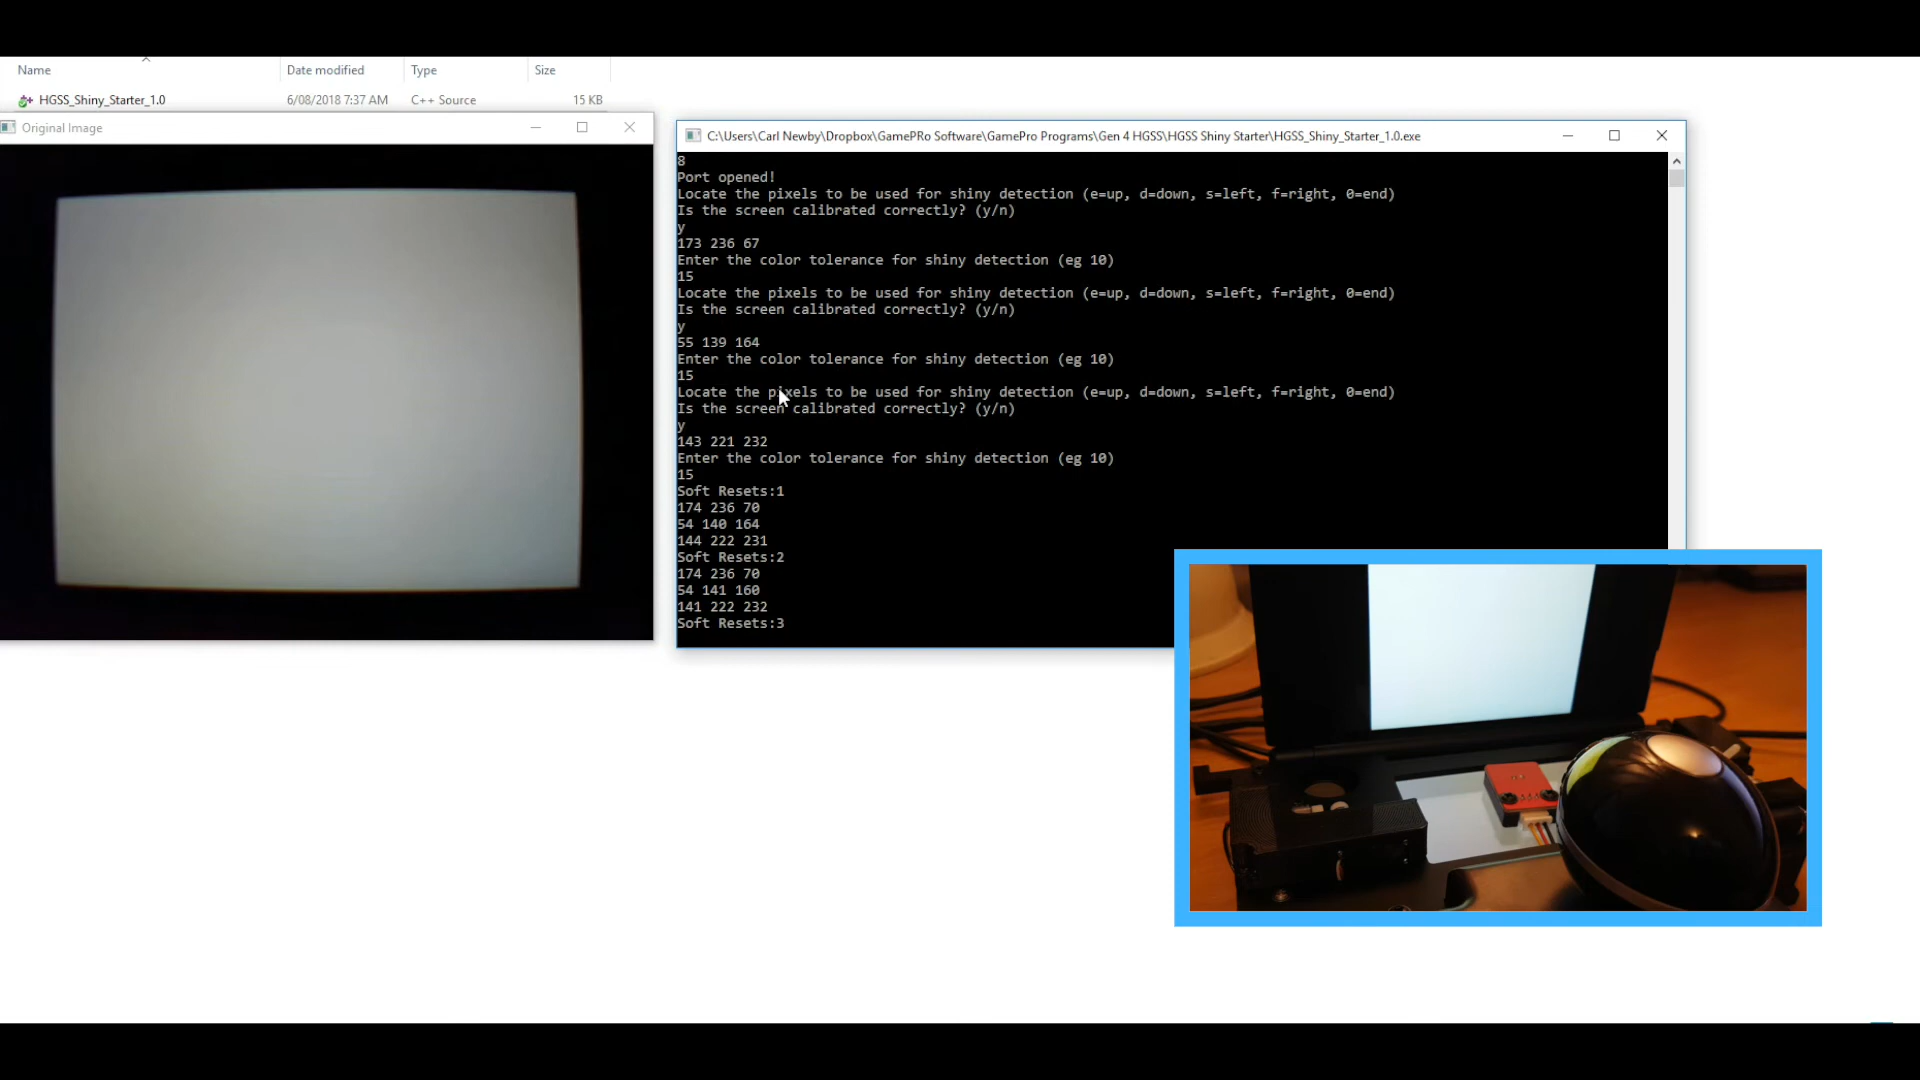 Name Date modified Type Size
HGSS_Shiny_Starter_1.0 6/08/2018 7:37 AM C++ Source 15 KB
Original Image
C:\Users\Carl Newby\Dropbox\GamePRo Software\GamePro Programs\Gen 4 HGSS\HGSS Shiny Starter\HGSS_Shiny_Starter_1.0.exe
8
Port opened!
Locate the pixels to be used for shiny detection (e=up, d=down, s=left, f=right, 0=end)
Is the screen calibrated correctly? (y/n)
y
173 236 67
Enter the color tolerance for shiny detection (eg 10)
15
Locate the pixels to be used for shiny detection (e=up, d=down, s=left, f=right, 0=end)
Is the screen calibrated correctly? (y/n)
y
55 139 164
Enter the color tolerance for shiny detection (eg 10)
15
Locate the pixels to be used for shiny detection (e=up, d=down, s=left, f=right, 0=end)
Is the screen calibrated correctly? (y/n)
y
143 221 232
Enter the color tolerance for shiny detection (eg 10)
15
Soft Resets:1
174 236 70
54 140 164
144 222 231
Soft Resets:2
174 236 70
54 141 160
141 222 232
Soft Resets:3